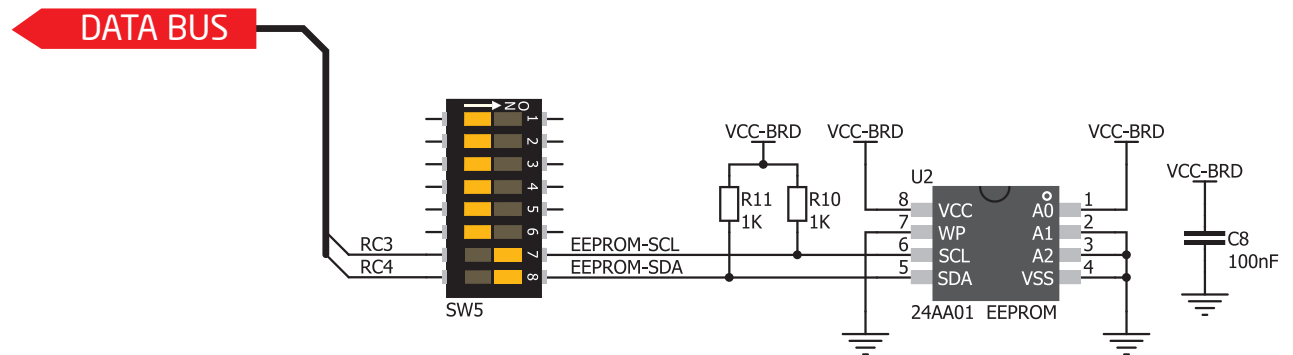 DATA BUS
ON
1
2
3
4
5
6
7
8
RC3
RC4
SW5
EEPROM-SCL
EEPROM-SDA
VCC-BRD
R11
1K
R10
1K
VCC-BRD
U2
8 VCC
7 WP
6 SCL
5 SDA
A0 1
A1 2
A2 3
VSS 4
24AA01 EEPROM
VCC-BRD
VCC-BRD
C8
100nF